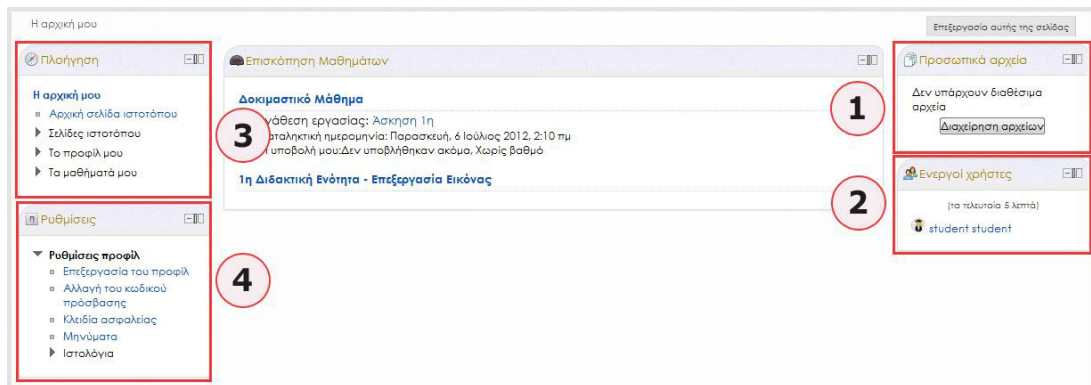 Η αρχική μου
Επεξεργασία αυτής της σελίδας
Πλοήγηση
Η αρχική μου
Αρχική σελίδα ιστοτόπου
Σελίδες ιστοτόπου
Το προφίλ μου
Τα μαθήματά μου
3
Ρυθμίσεις
Ρυθμίσεις προφίλ
Επεξεργασία του προφίλ
Αλλαγή του κωδικού
πρόσβασης
Κλειδία ασφαλείας
Μηνύματα
Ιστολόγια
4
Επισκόπηση Μαθημάτων
Δοκιμαστικό Μάθημα
εργασίας: Άσκηση 1η
ημερομηνία: Παρασκευή, 6 Ιούλιος 2012, 2:10 πμ
υποβολή μου:Δεν υποβλήθηκαν ακόμα, Χωρίς βαθμό
1η Διδακτική Ενότητα - Επεξεργασία Εικόνας
1
Προσωπικά αρχεία
Δεν υπάρχουν διαθέσιμα
αρχεία
Διαχείρηση αρχείων
2
Ενεργοί χρήστες
(τα τελευταία 5 λεπτά)
student student